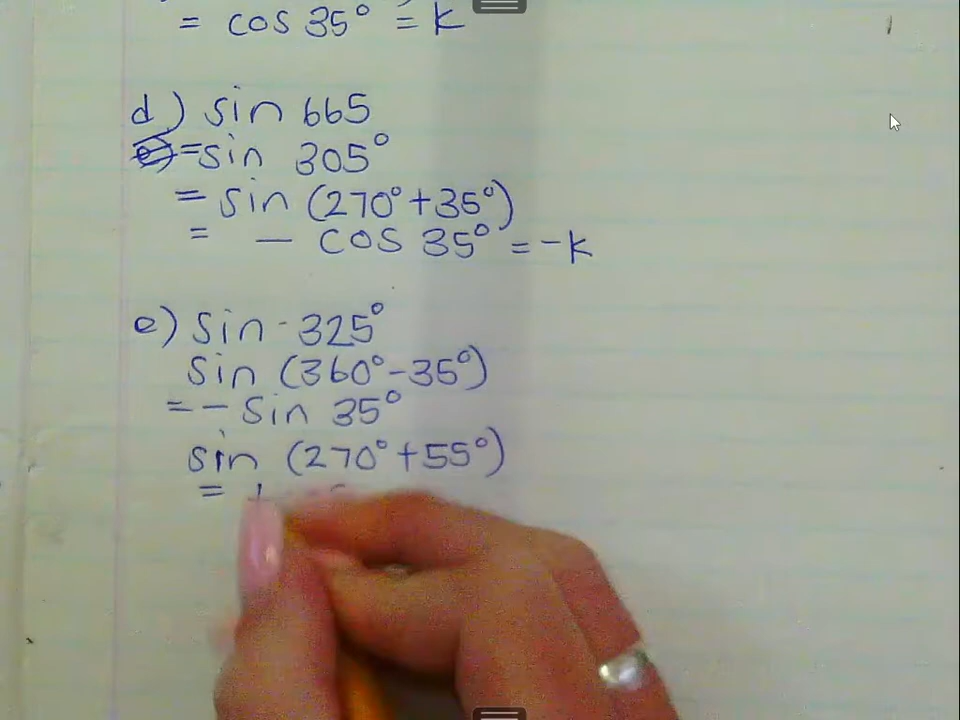 = cos 35° = k
d) sin 665
= sin 305°
= sin (270° + 35°)
= - cos 35° = -k
e) sin 325°
sin (360° - 35°)
= - sin 35°
sin (270° + 55°)
=